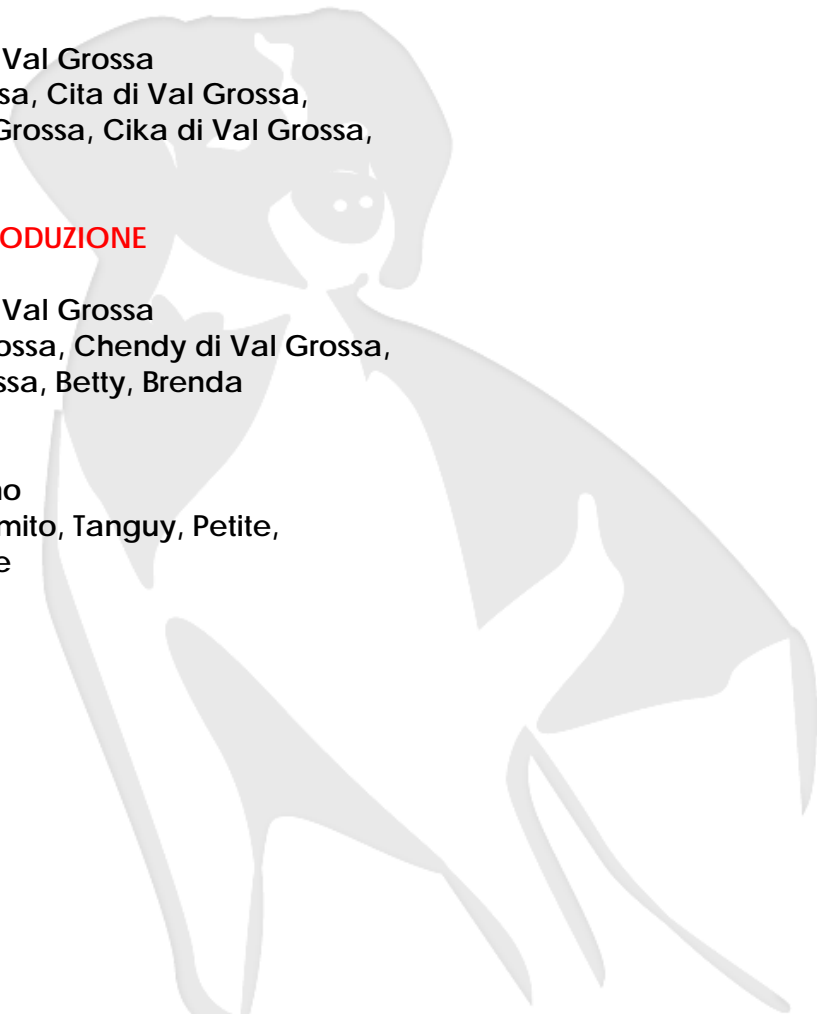 Val Grossa
sa, Cita di Val Grossa,
Grossa, Cika di Val Grossa,
ODUZIONE
Val Grossa
ossa, Chendy di Val Grossa,
ssa, Betty, Brenda
no
mito, Tanguy, Petite,
e